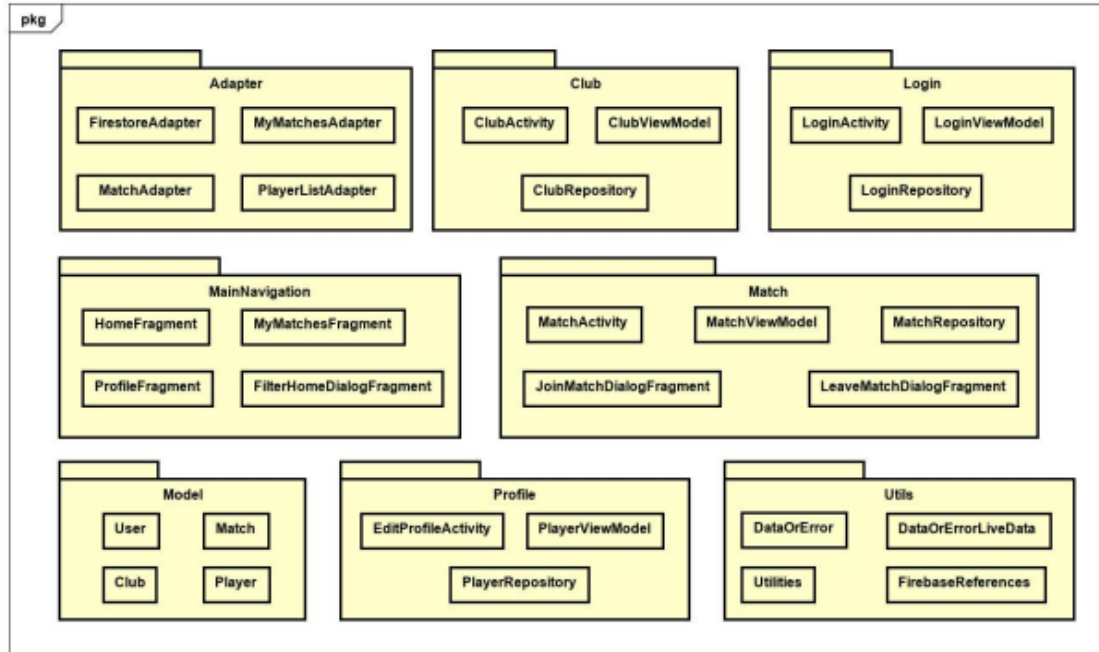 pkg
Adapter
FirestoreAdapter
MyMatchesAdapter
MatchAdapter
PlayerListAdapter
Club
ClubActivity
ClubViewModel
ClubRepository
Login
LoginActivity
LoginViewModel
LoginRepository
MainNavigation
HomeFragment
MyMatchesFragment
ProfileFragment
FilterHomeDialogFragment
Match
MatchActivity
MatchViewModel
MatchRepository
JoinMatchDialogFragment
LeaveMatchDialogFragment
Model
User
Match
Club
Player
Profile
EditProfileActivity
PlayerViewModel
PlayerRepository
Utils
DataOrError
DataOrErrorLiveData
Utilities
FirebaseReferences